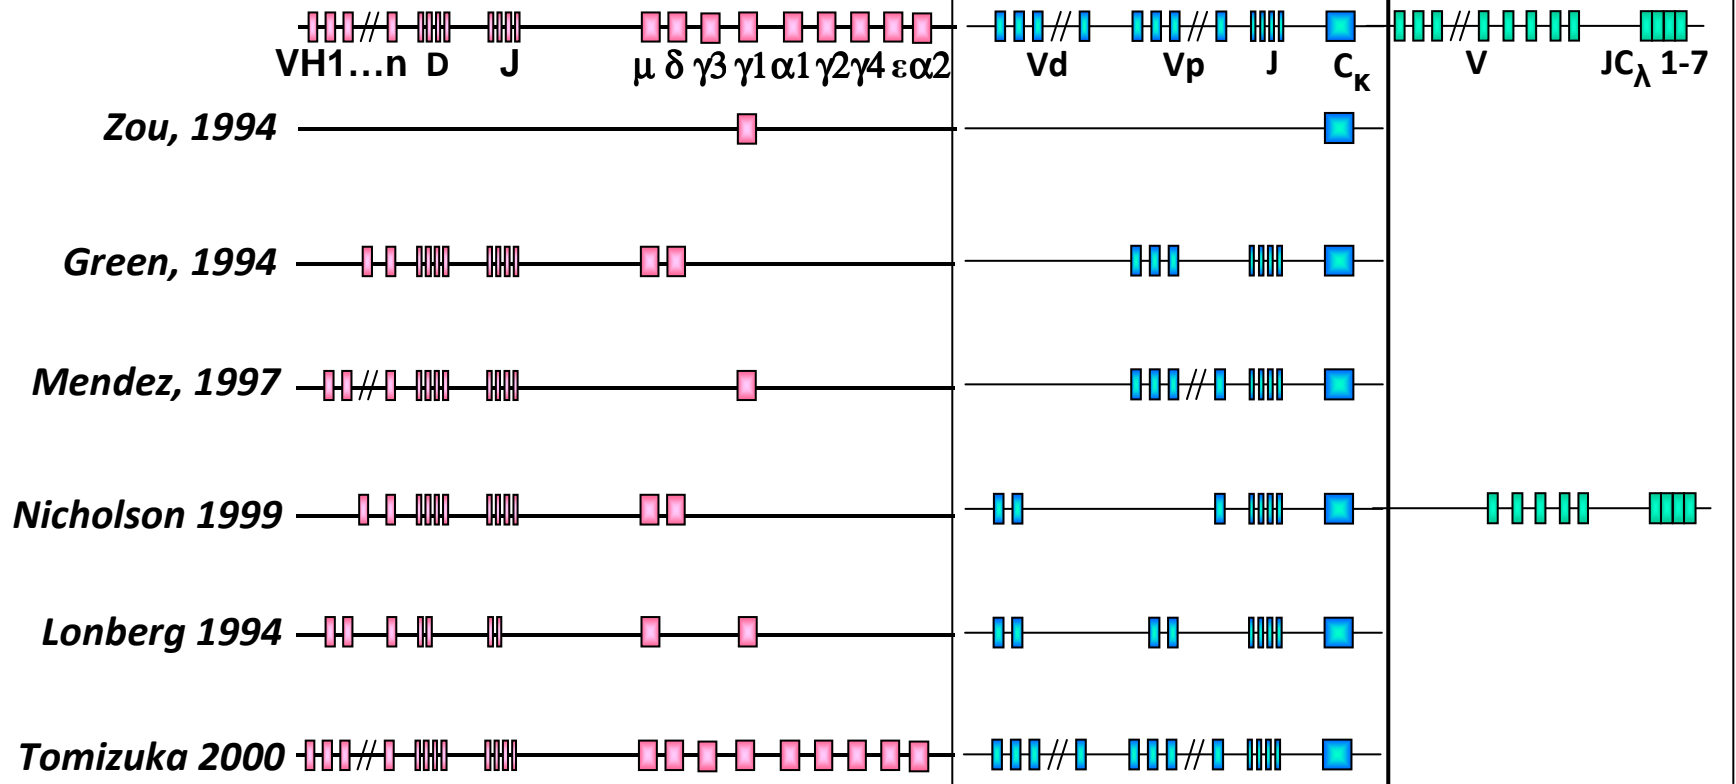 VH1...n D J μ δ γ3 γ1 α1 γ2 γ4 ε α2 Vd Vp J Cκ V JCλ 1-7
Zou, 1994
Green, 1994
Mendez, 1997
Nicholson 1999
Lonberg 1994
Tomizuka 2000